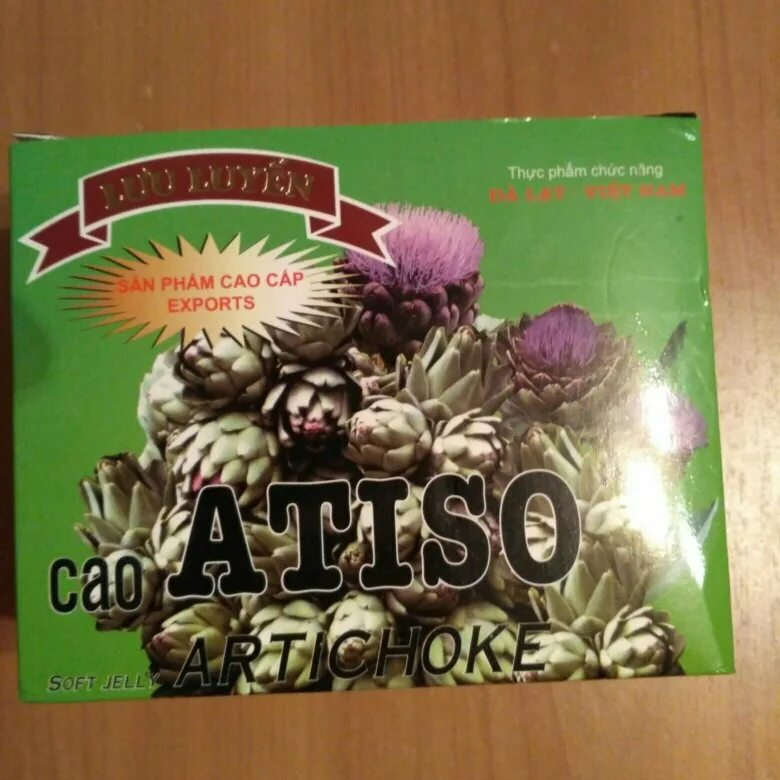 LƯU LUYẾN
Thực phẩm chức năng
ĐÀ LẠT - VIỆT NAM
SẢN PHẨM CAO CẤP
EXPORTS
cao ATISO
SOFT JELLY ARTICHOKE